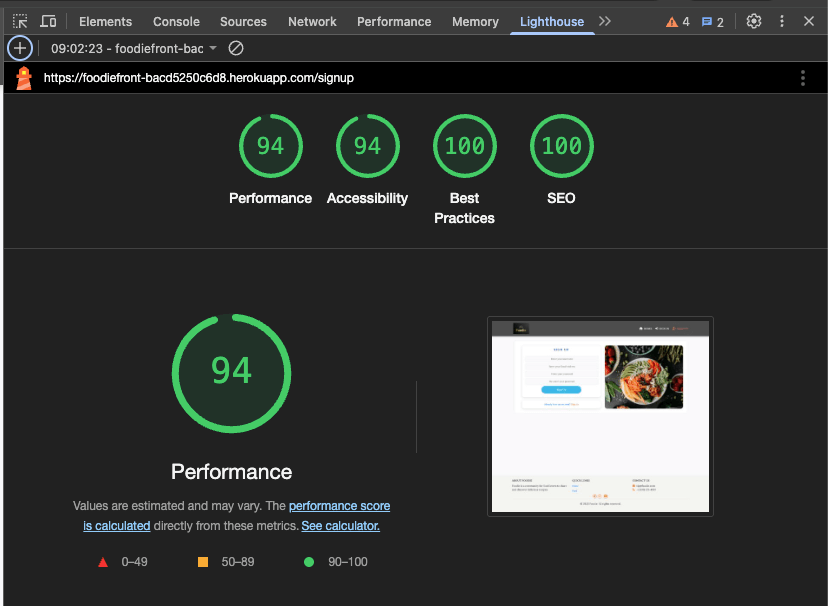 Elements Console Sources Network Performance Memory Lighthouse 4 2
09:02:23 - foodiefront-bac
https://foodiefront-bacd5250c6d8.herokuapp.com/signup
94 94 100 100
Performance Accessibility Best Practices SEO
94
Performance
Values are estimated and may vary. The performance score
is calculated directly from these metrics. See calculator.
0–49 50–89 90–100
SIGN UP